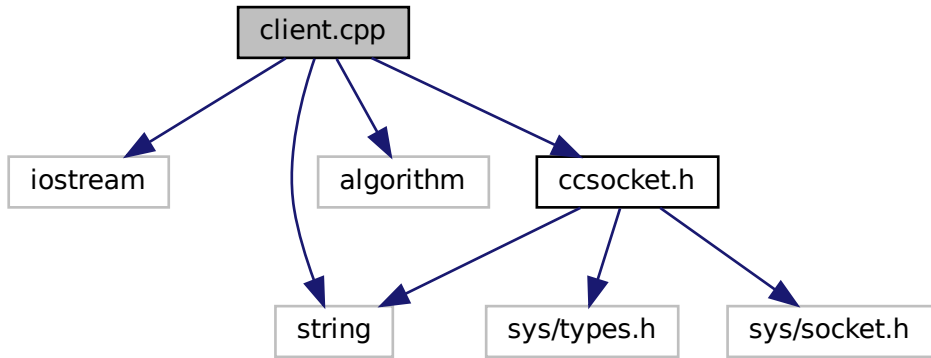 client.cpp
iostream
algorithm
ccsocket.h
string
sys/types.h
sys/socket.h